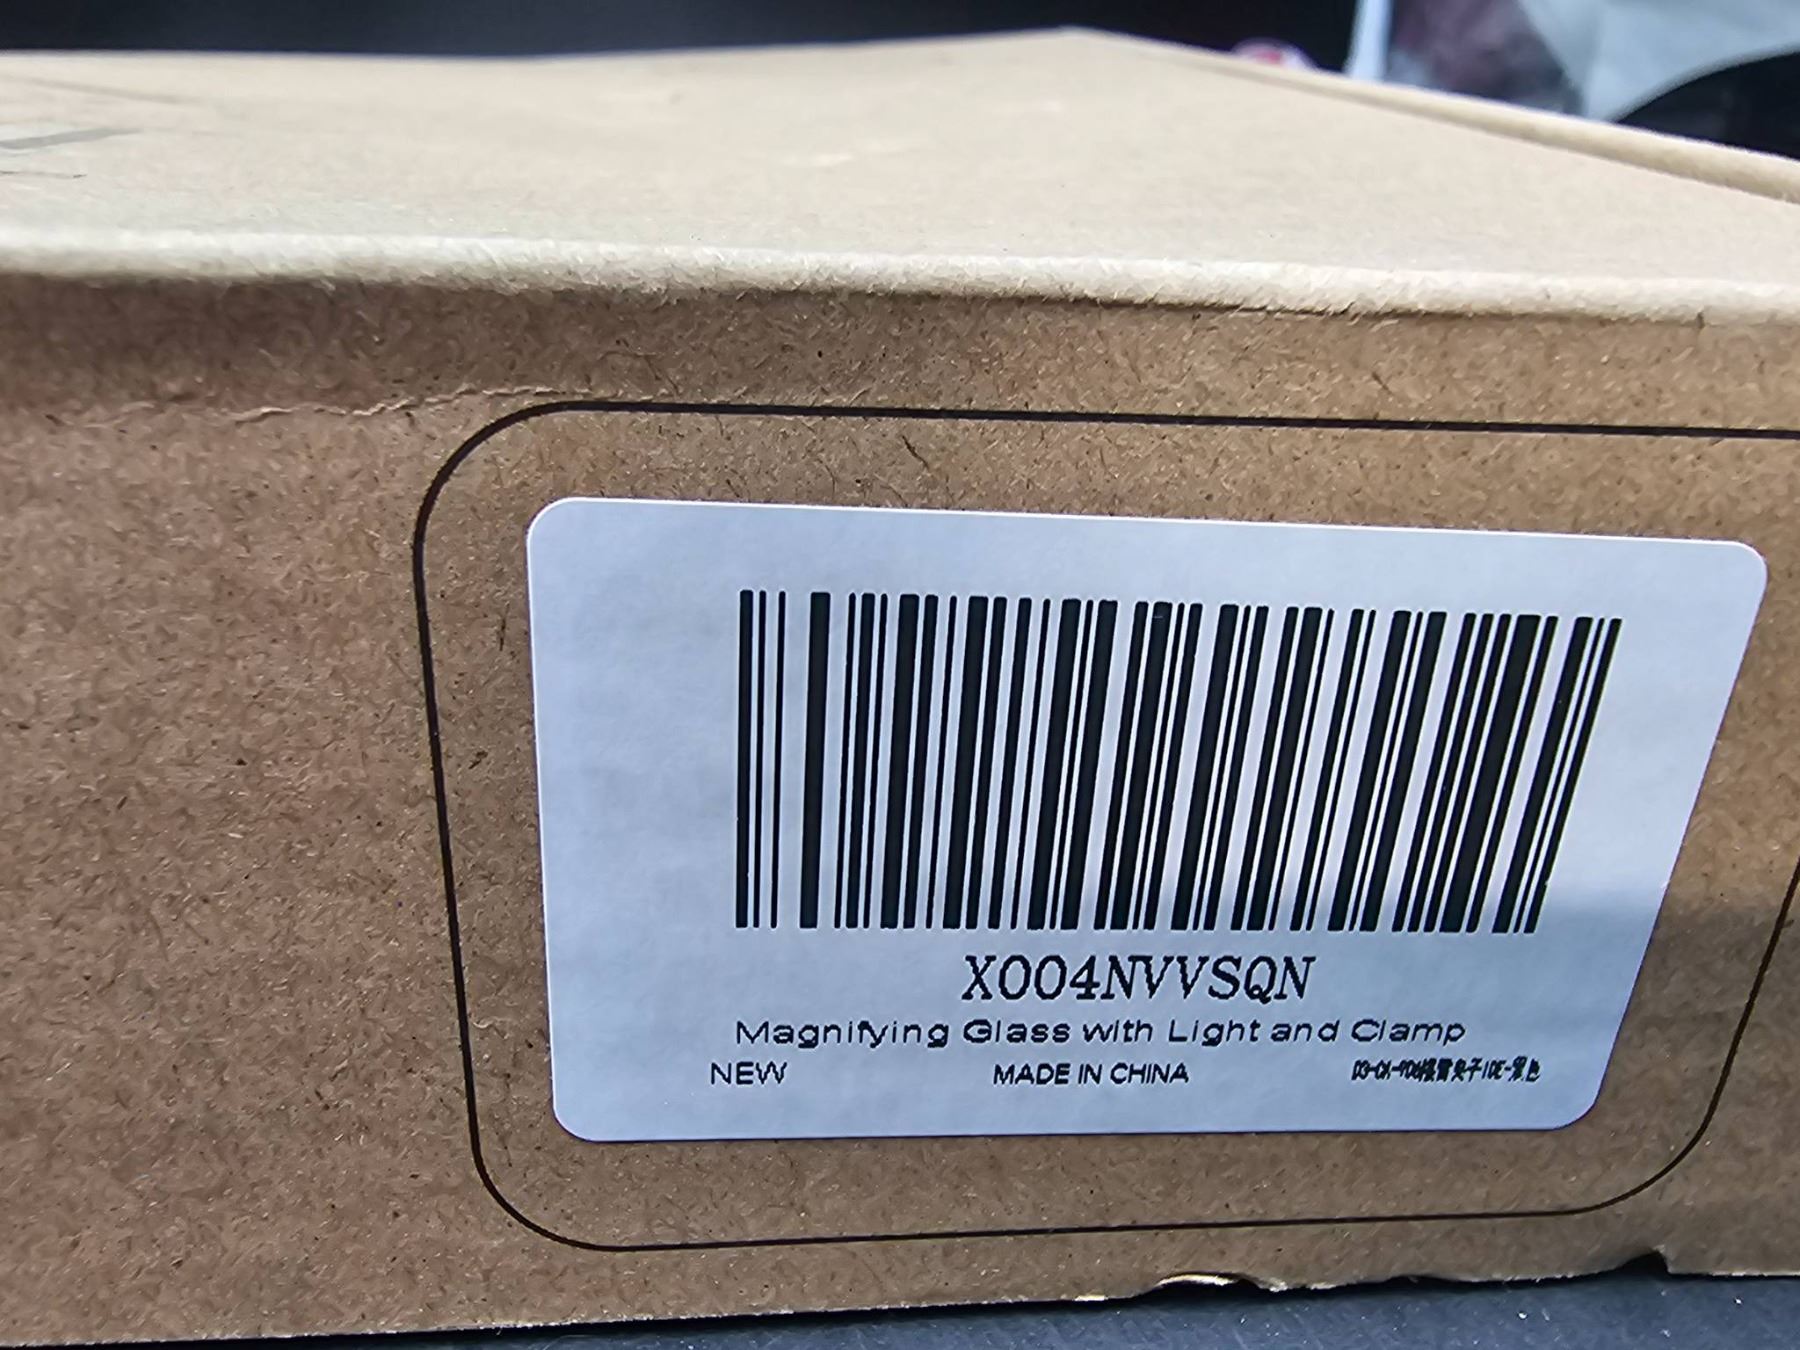 X004NVVSQN
Magnifying Glass with Light and Clamp
NEW MADE IN CHINA